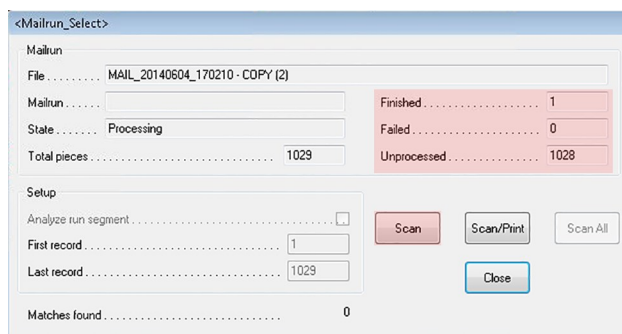 <Mailrun_Select>
Mailrun
File . . . . . . . . . MAIL_20140604_170210 - COPY (2)
Mailrun . . . . . .
Finished . . . . . . . . . . . . . . . . . . . 1
State . . . . . . . Processing
Failed . . . . . . . . . . . . . . . . . . . . . 0
Total pieces . . . . . . . . . . . . . . . . . . . . . . . . . . . . . 1029
Unprocessed . . . . . . . . . . . . . . 1028
Setup
Analyze run segment . . . . . . . . . . . . . . . . . . . . . . . . . . . .
First record . . . . . . . . . . . . . . . . . . . . . . . . . . . . . 1
Last record . . . . . . . . . . . . . . . . . . . . . . . . . . . . . 1029
Scan Scan/Print Scan All
Close
Matches found . . . . . . . . . . . . . . . . . . . . . . . . . . . . 0